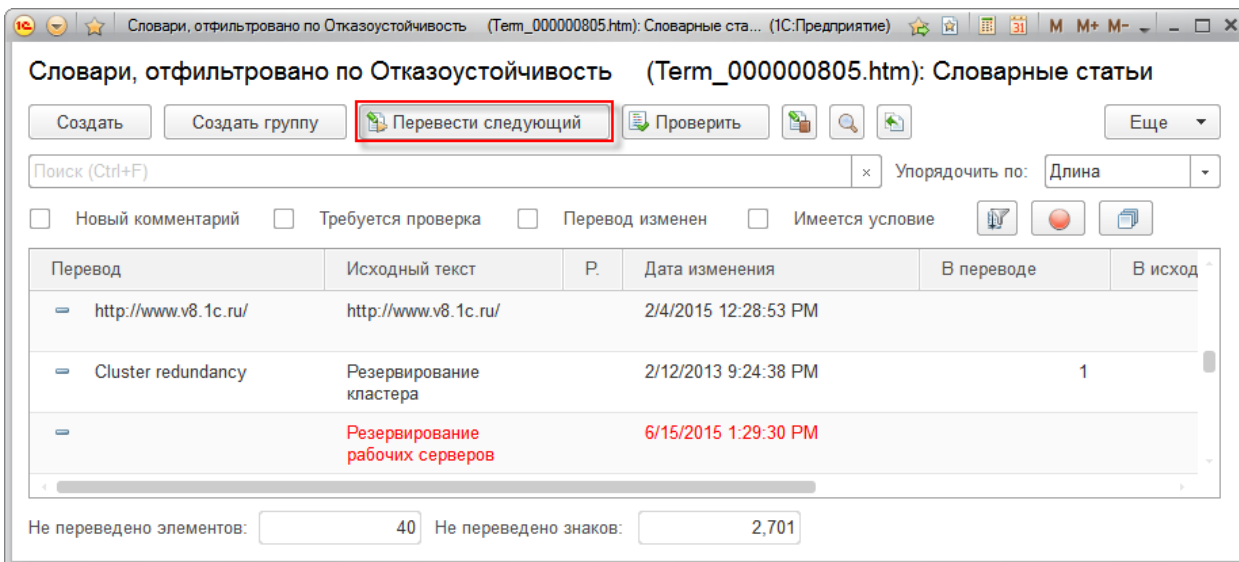 1С Словари, отфильтровано по Отказоустойчивость (Term_000000805.htm): Словарные ста... (1С:Предприятие) 31 M M+ M-
Словари, отфильтровано по Отказоустойчивость (Term_000000805.htm): Словарные статьи
Создать Создать группу Перевести следующий Проверить Еще
Поиск (Ctrl+F) × Упорядочить по: Длина
Новый комментарий Требуется проверка Перевод изменен Имеется условие
Перевод Исходный текст Р. Дата изменения В переводе В исход
http://www.v8.1c.ru/ http://www.v8.1c.ru/ 2/4/2015 12:28:53 PM
Cluster redundancy Резервирование 2/12/2013 9:24:38 PM 1
кластера
Резервирование 6/15/2015 1:29:30 PM
рабочих серверов
Не переведено элементов: 40 Не переведено знаков: 2,701